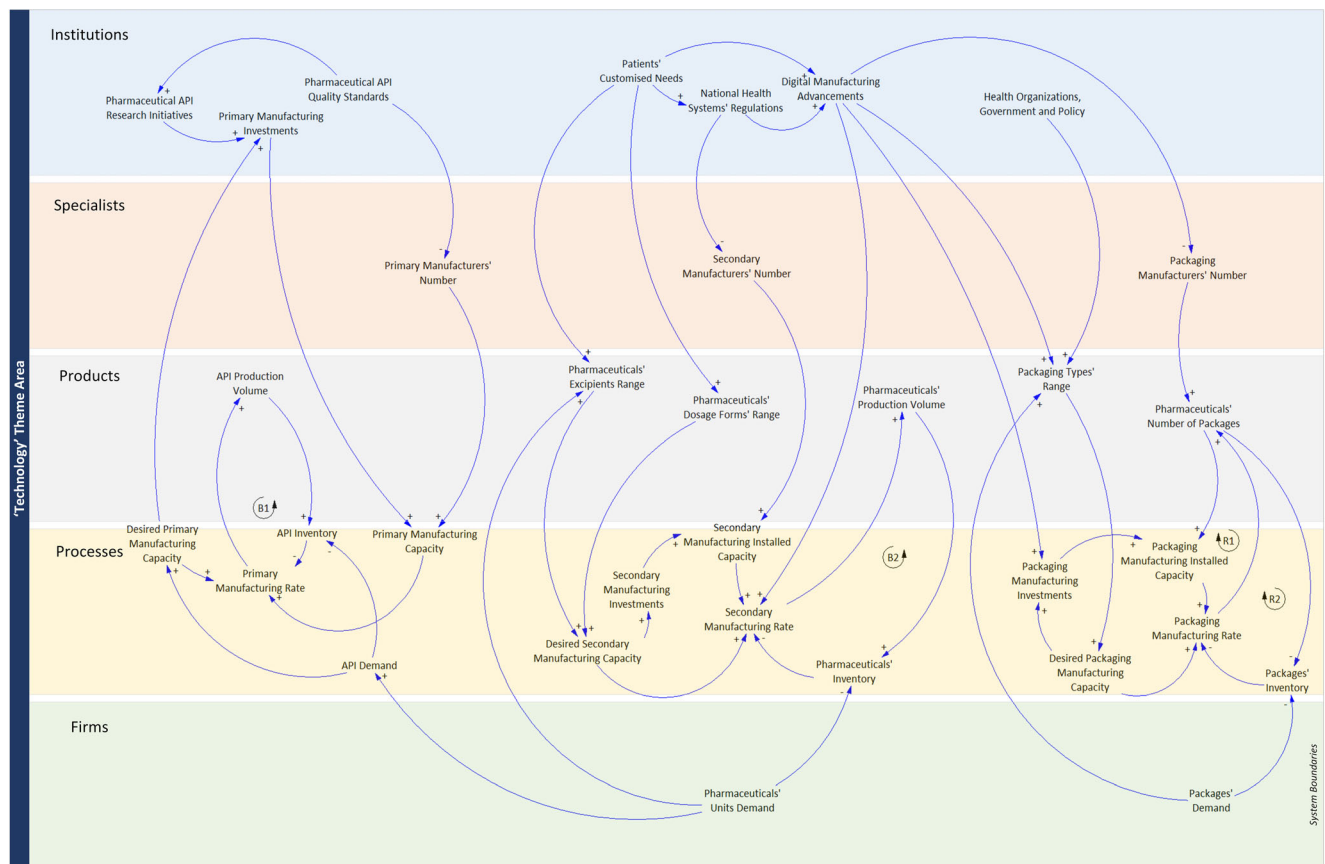 'Technology' Theme Area
Institutions
Pharmaceutical API
Research Initiatives
Pharmaceutical API
Quality Standards
Primary Manufacturing
Investments
Patients'
Customised Needs
National Health
Systems' Regulations
Digital Manufacturing
Advancements
Health Organizations,
Government and Policy
+
+
+
+
+
+
Specialists
Primary Manufacturers'
Number
Secondary
Manufacturers' Number
Packaging
Manufacturers' Number
-
-
-
Products
API Production
Volume
Pharmaceuticals'
Excipients Range
Pharmaceuticals'
Dosage Forms' Range
Pharmaceuticals'
Production Volume
Packaging Types'
Range
Pharmaceuticals'
Number of Packages
+
+
+
+
+
+
+
+
+
+
B1
Processes
Desired Primary
Manufacturing
Capacity
API Inventory
Primary Manufacturing
Capacity
Primary
Manufacturing Rate
API Demand
+
+
+
+
+
+
+
-
-
Secondary
Manufacturing Installed
Capacity
Secondary
Manufacturing
Investments
Secondary
Manufacturing Rate
Desired Secondary
Manufacturing Capacity
Pharmaceuticals'
Inventory
B2
+
+
+
+
+
+
+
+
+
-
-
Packaging
Manufacturing
Investments
Packaging
Manufacturing Installed
Capacity
R1
Packaging
Manufacturing Rate
R2
Desired Packaging
Manufacturing
Capacity
Packages'
Inventory
+
+
+
+
+
+
+
-
-
-
Firms
Pharmaceuticals'
Units Demand
Packages'
Demand
System Boundaries